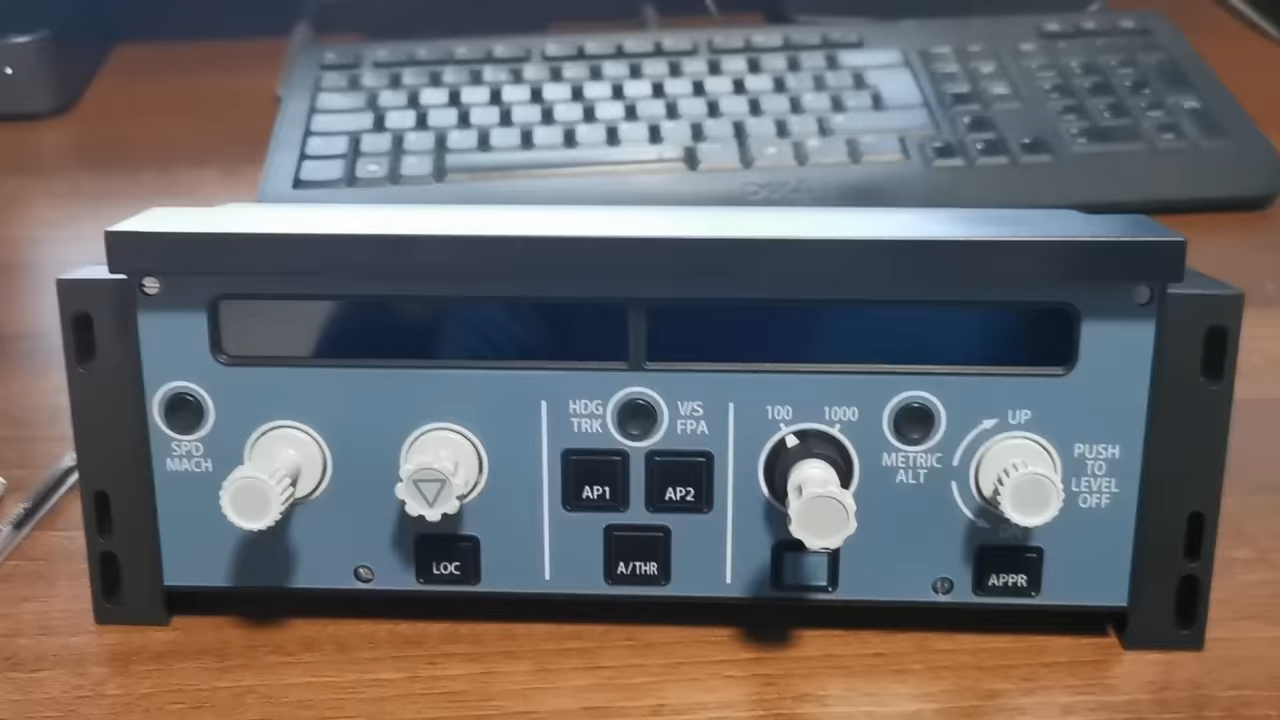 SPD
MACH
HDG
TRK
V/S
FPA
AP1
AP2
A/THR
LOC
100
1000
METRIC
ALT
UP
PUSH
TO
LEVEL
OFF
APPR
DELL